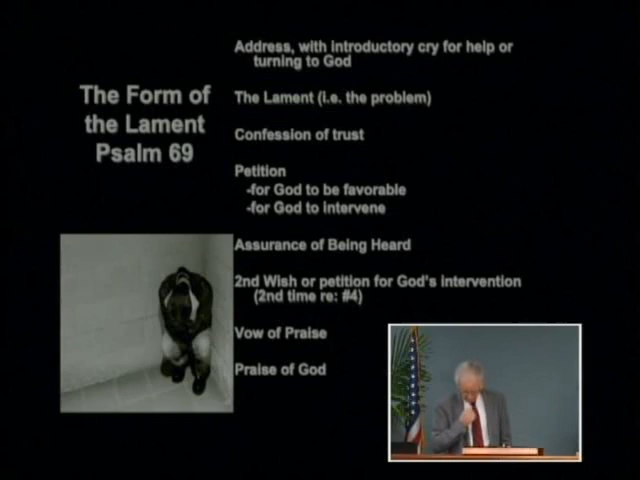 The Form of
the Lament
Psalm 69
Address, with introductory cry for help or
turning to God
The Lament (i.e. the problem)
Confession of trust
Petition
-for God to be favorable
-for God to intervene
Assurance of Being Heard
2nd Wish or petition for God's intervention
(2nd time re: #4)
Vow of Praise
Praise of God